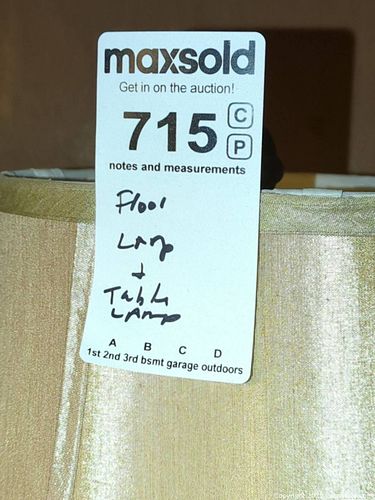 maxsold
Get in on the auction!
715 C
P
notes and measurements
Floor
Lamp
+
Table
LAmp
A B C D
1st 2nd 3rd bsmt garage outdoors